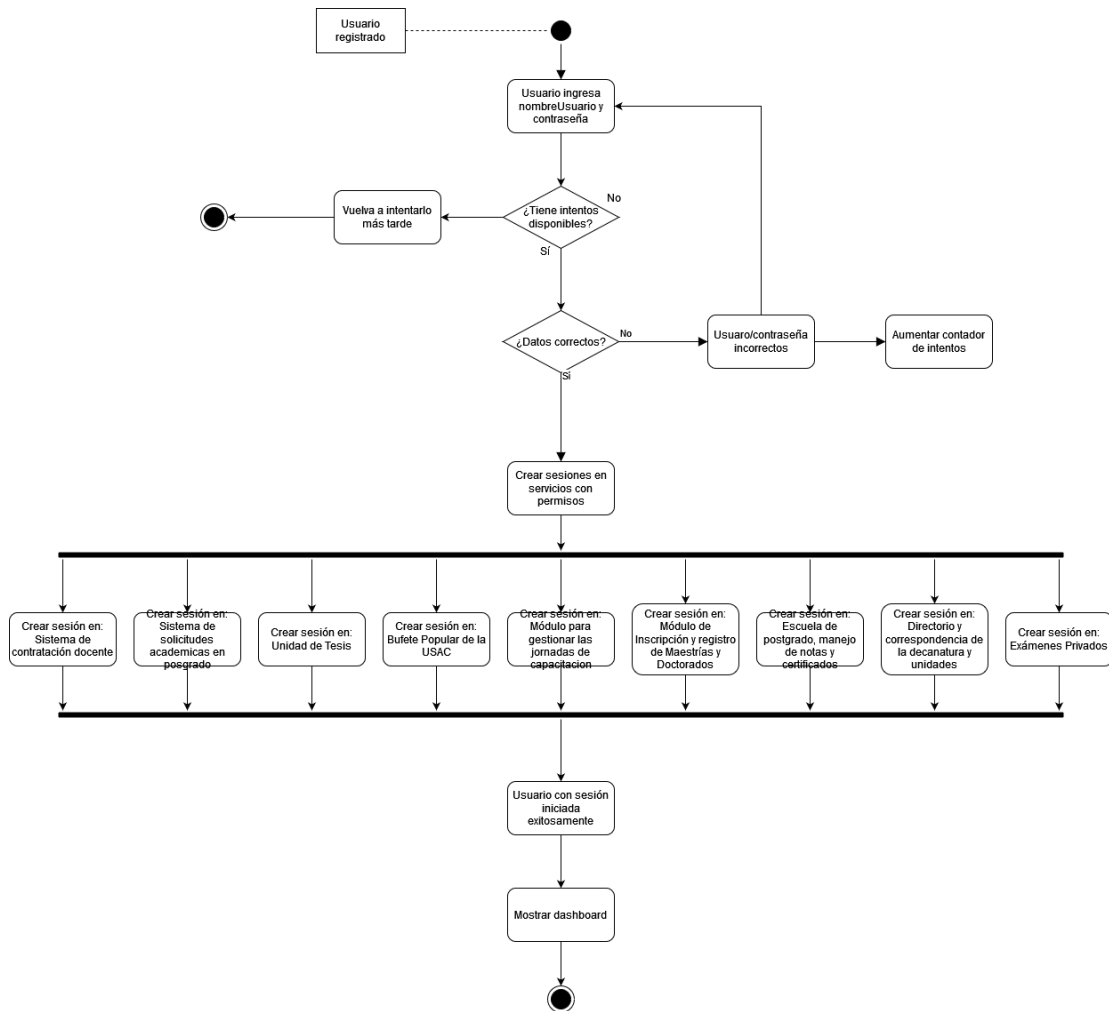 Usuario
registrado
Usuario ingresa
nombreUsuario y
contraseña
¿Tiene intentos
disponibles?
No
Vuelva a intentarlo
más tarde
Sí
¿Datos correctos?
No
Usuaro/contraseña
incorrectos
Aumentar contador
de intentos
Sí
Crear sesiones en
servicios con
permisos
Crear sesión en:
Sistema de
contratación docente
Crear sesión en:
Sistema de
solicitudes
academicas en
posgrado
Crear sesión en:
Unidad de Tesis
Crear sesión en:
Bufete Popular de la
USAC
Crear sesión en:
Módulo para
gestionar las
jornadas de
capacitacion
Crear sesión en:
Módulo de
Inscripción y registro
de Maestrías y
Doctorados
Crear sesión en:
Escuela de
postgrado, manejo
de notas y
certificados
Crear sesión en:
Directorio y
correspondencia de
la decanatura y
unidades
Crear sesión en:
Exámenes Privados
Usuario con sesión
iniciada
exitosamente
Mostrar dashboard